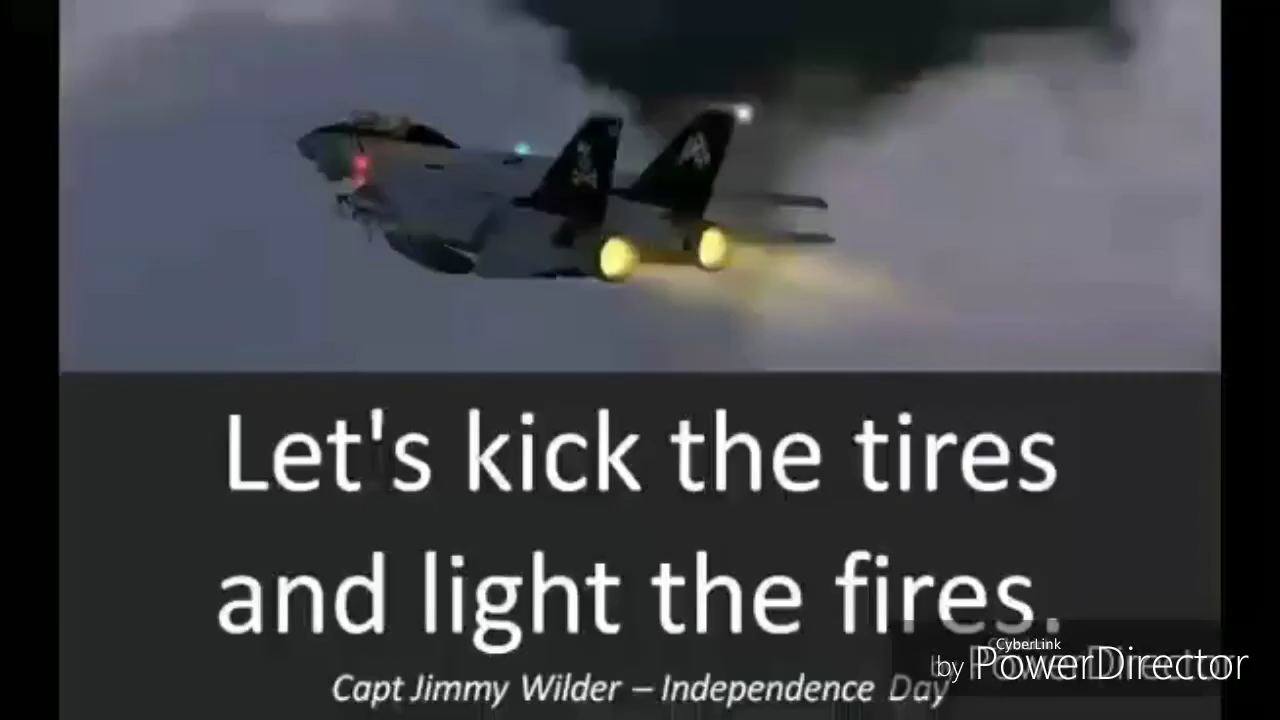 Let's kick the tires
and light the fires.
CyberLink
by PowerDirector
Capt Jimmy Wilder – Independence Day